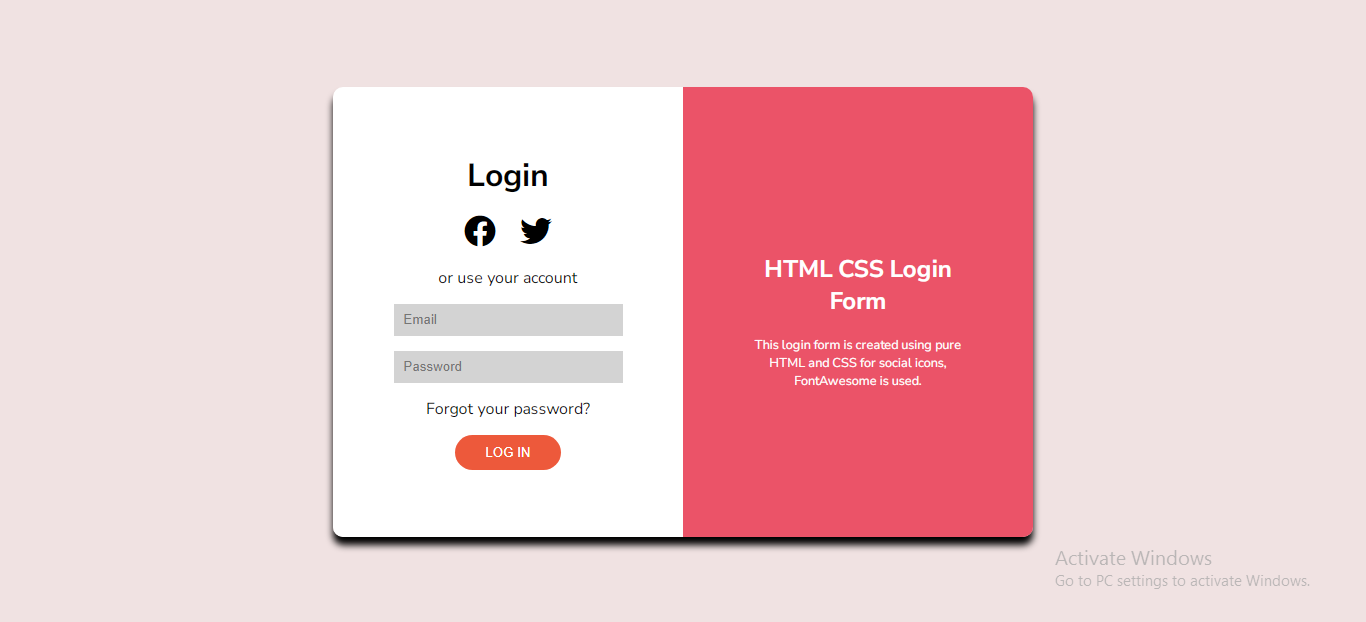 Login
or use your account
Email
Password
Forgot your password?
LOG IN
HTML CSS Login
Form
This login form is created using pure
HTML and CSS for social icons,
FontAwesome is used.
Activate Windows
Go to PC settings to activate Windows.